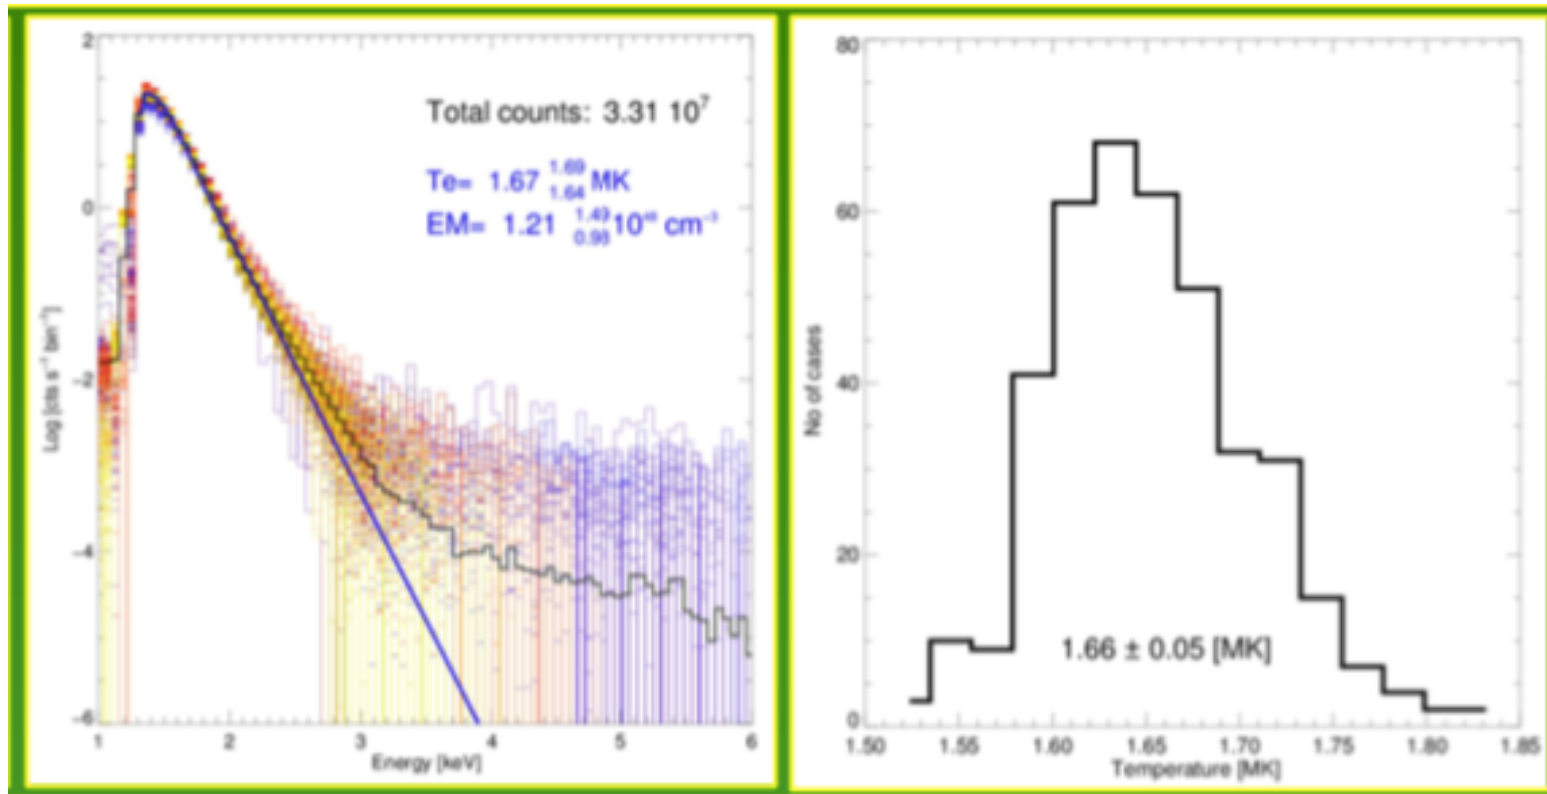 2
0
-2
-4
-6
Log [cts s⁻¹ bin⁻¹]
Total counts: 3.31 10⁷
Te= 1.67 1.69 1.64 MK
EM= 1.21 1.49 0.98 10⁴⁸ cm⁻³
1 2 3 4 5 6
Energy [keV]
80
60
40
20
0
No of cases
1.66 ± 0.05 [MK]
1.50 1.55 1.60 1.65 1.70 1.75 1.80 1.85
Temperature [MK]